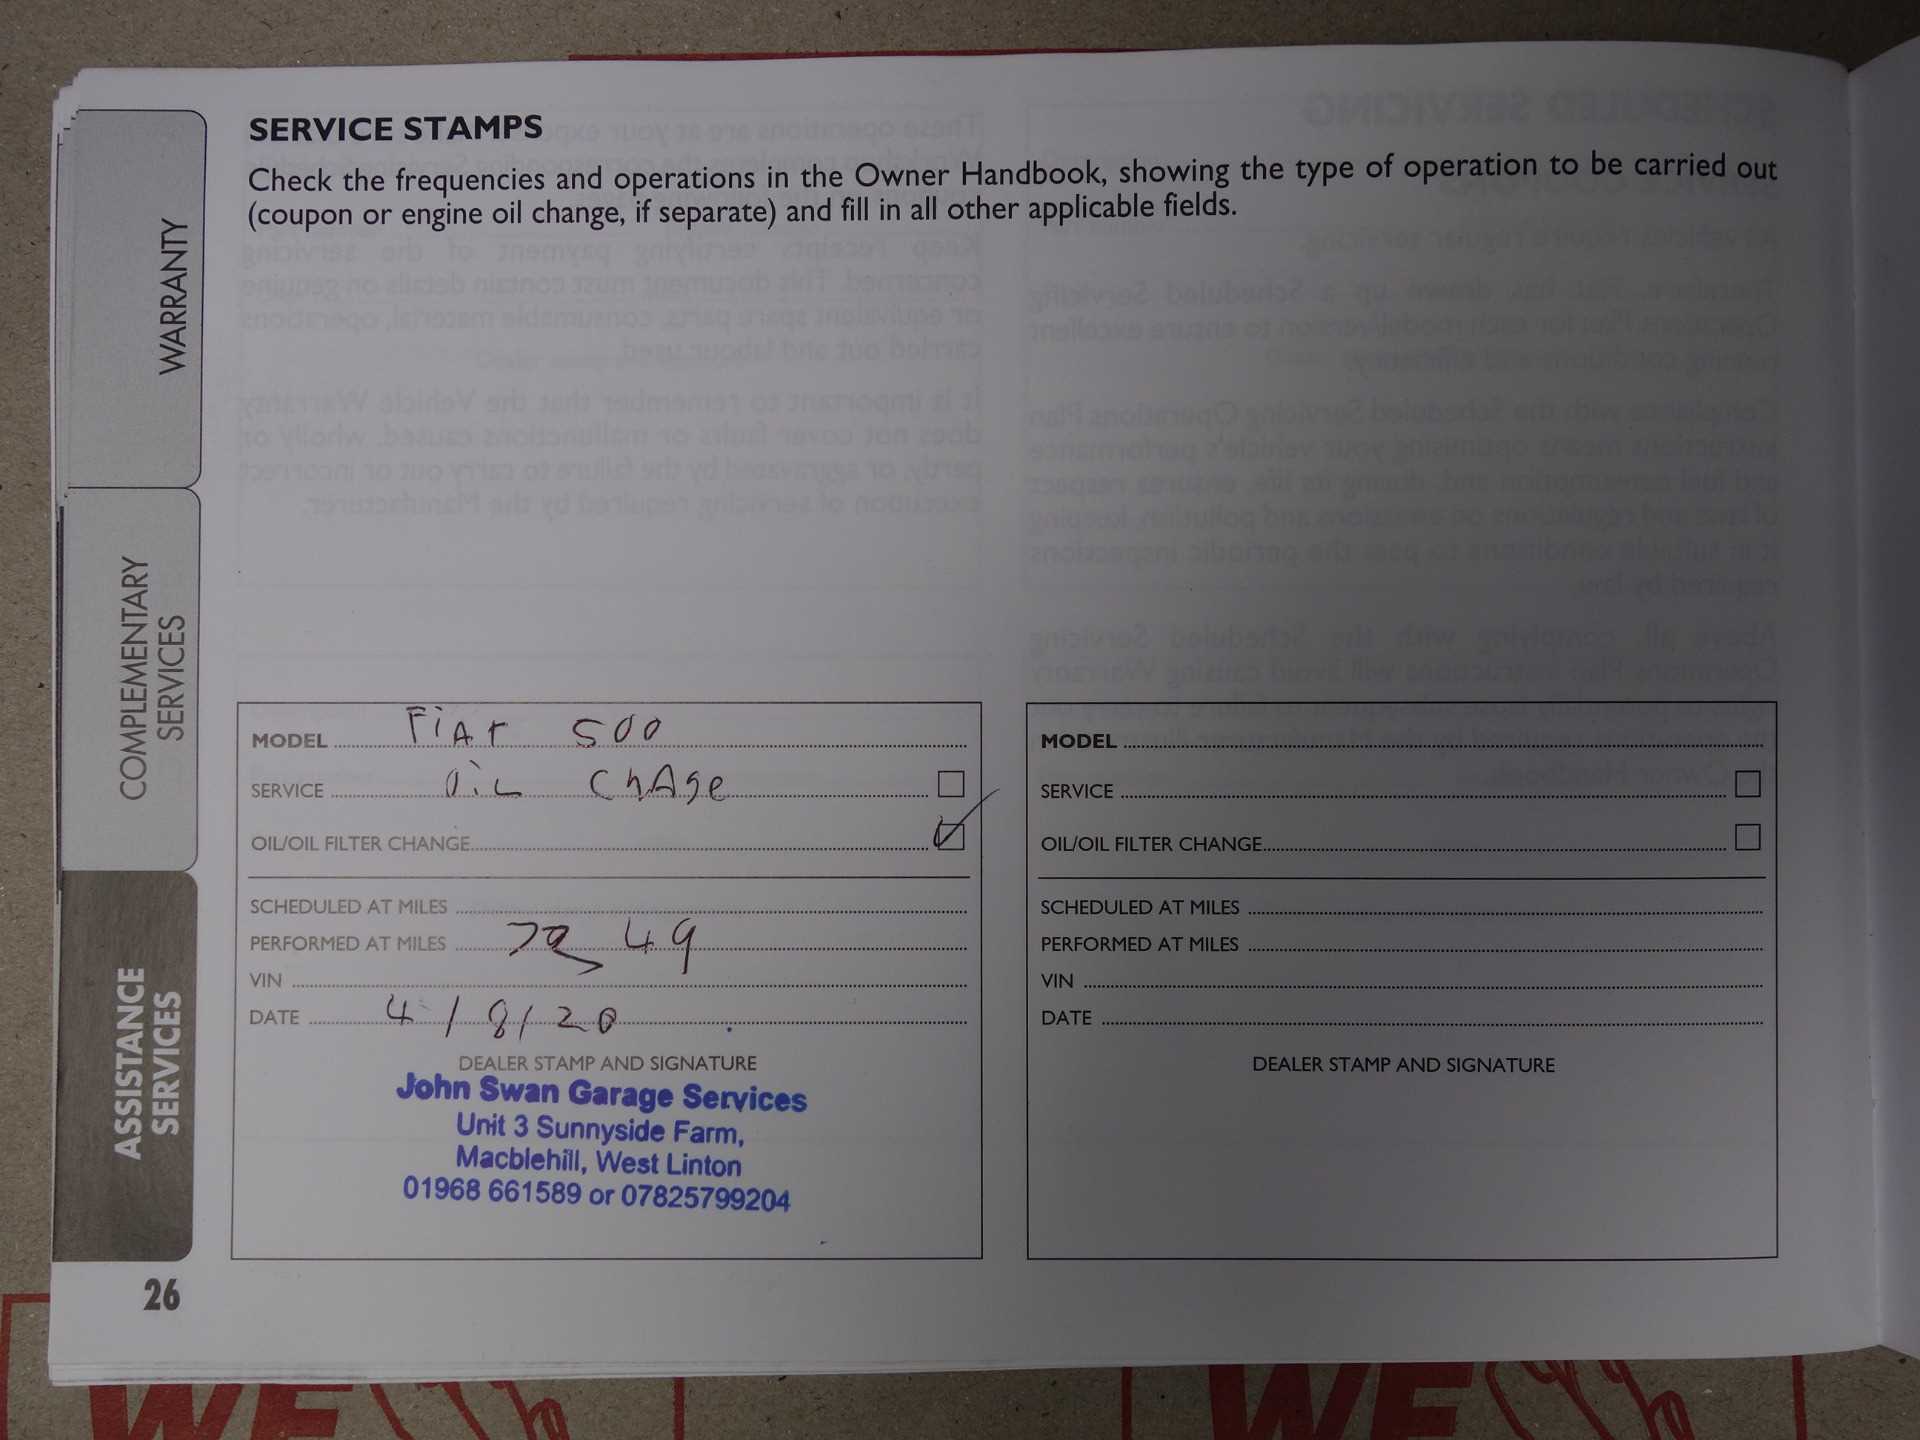 SERVICE STAMPS
Check the frequencies and operations in the Owner Handbook, showing the type of operation to be carried out
(coupon or engine oil change, if separate) and fill in all other applicable fields.
WARRANTY
COMPLEMENTARY
SERVICES
ASSISTANCE
SERVICES
MODEL FiAT 500
SERVICE OiL ChAge
OIL/OIL FILTER CHANGE
SCHEDULED AT MILES
PERFORMED AT MILES 49
VIN
DATE 4/8/20
DEALER STAMP AND SIGNATURE
John Swan Garage Services
Unit 3 Sunnyside Farm,
Macblehill, West Linton
01968 661589 or 07825799204
MODEL
SERVICE
OIL/OIL FILTER CHANGE
SCHEDULED AT MILES
PERFORMED AT MILES
VIN
DATE
DEALER STAMP AND SIGNATURE
26
WE
WE